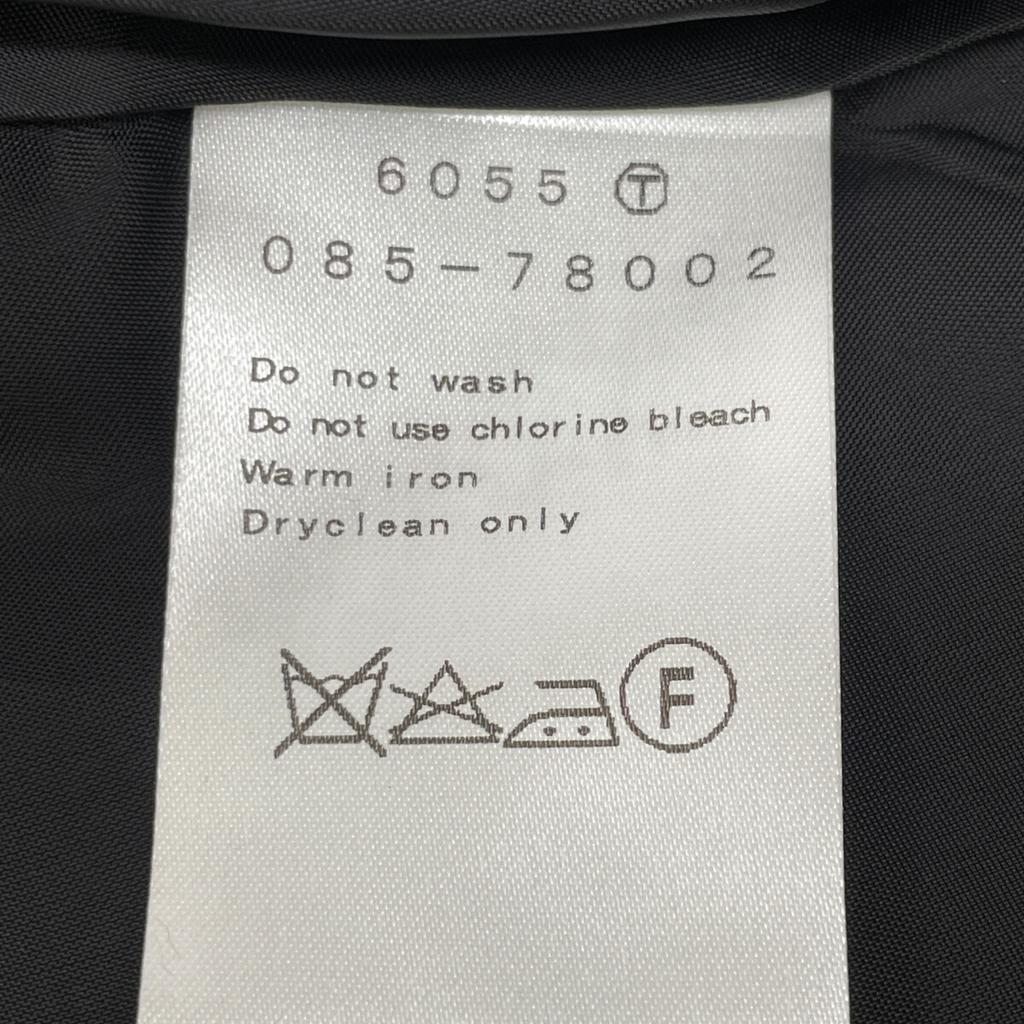 6055 Ⓣ
085-78002
Do not wash
Do not use chlorine bleach
Warm iron
Dryclean only
F